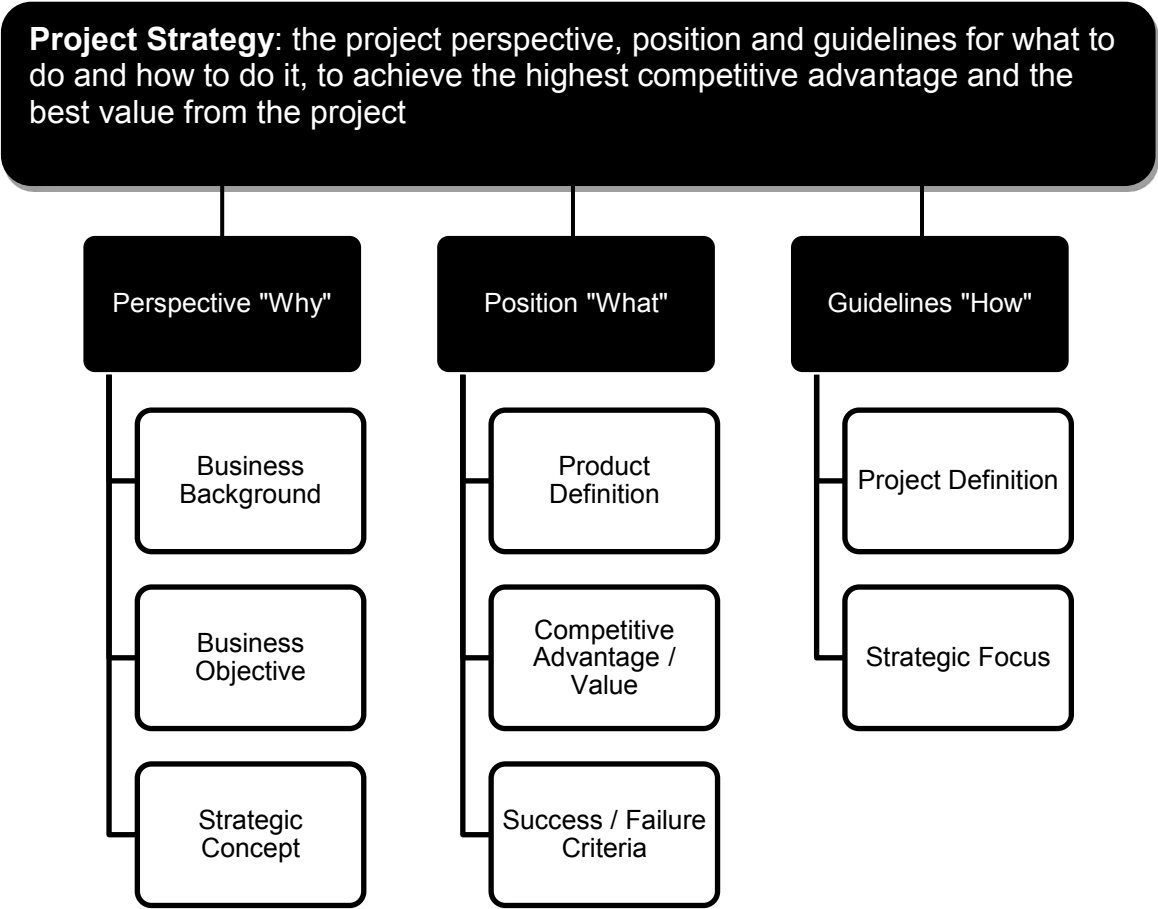 Project Strategy: the project perspective, position and guidelines for what to
do and how to do it, to achieve the highest competitive advantage and the
best value from the project
Perspective "Why"
Business
Background
Business
Objective
Strategic
Concept
Position "What"
Product
Definition
Competitive
Advantage /
Value
Success / Failure
Criteria
Guidelines "How"
Project Definition
Strategic Focus